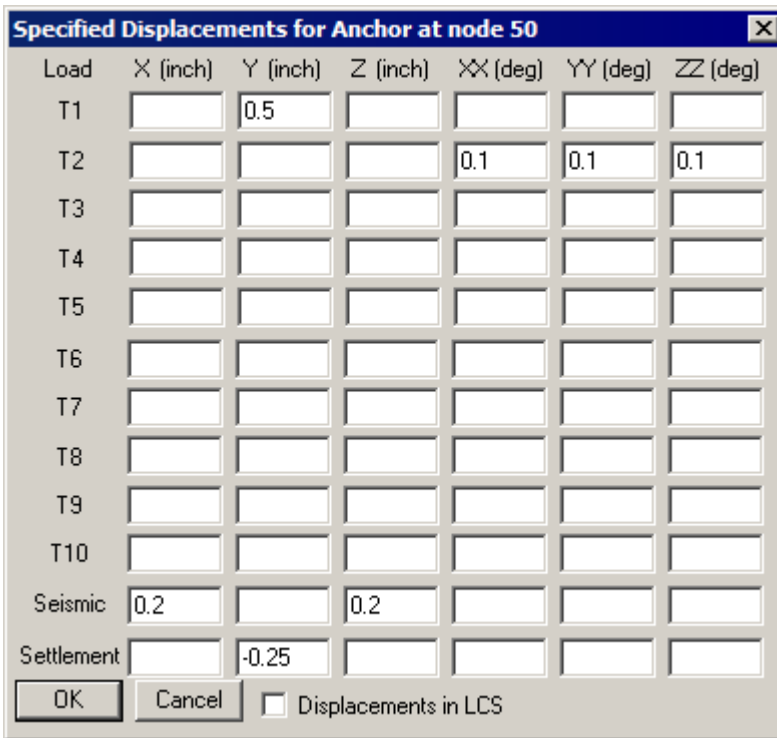 Specified Displacements for Anchor at node 50
Load X (inch) Y (inch) Z (inch) XX (deg) YY (deg) ZZ (deg)
T1 0.5
T2 0.1 0.1 0.1
T3
T4
T5
T6
T7
T8
T9
T10
Seismic 0.2 0.2
Settlement -0.25
OK Cancel Displacements in LCS